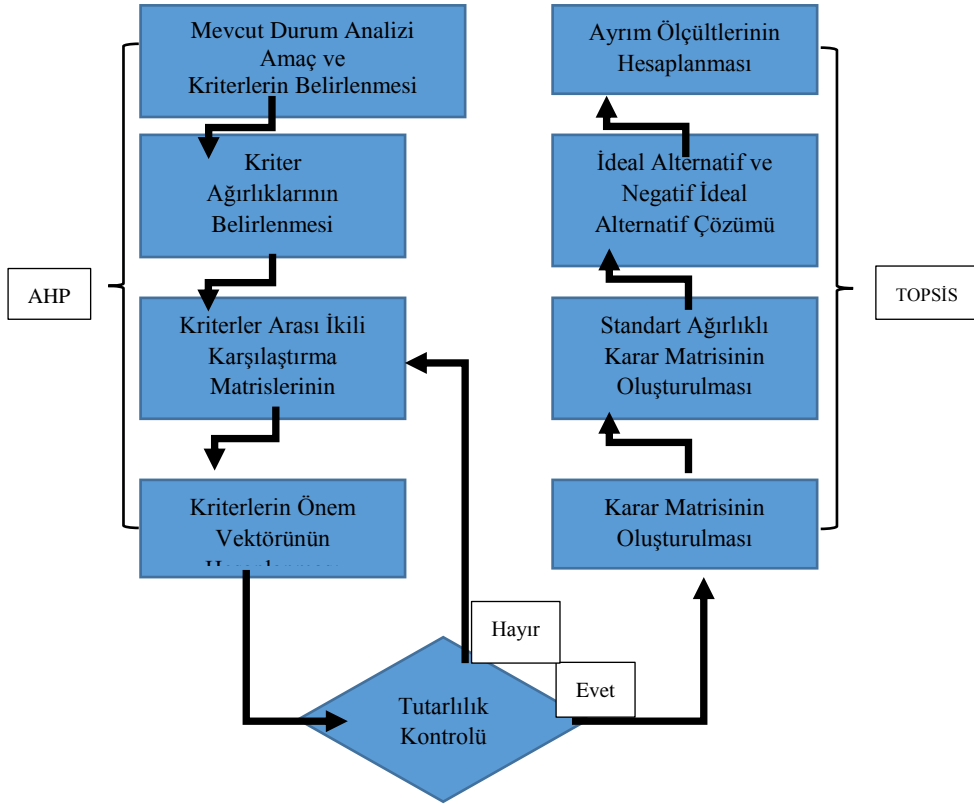 Mevcut Durum Analizi
Amaç ve
Kriterlerin Belirlenmesi
Kriter
Ağırlıklarının
Belirlenmesi
AHP
Kriterler Arası İkili
Karşılaştırma
Matrislerinin
Kriterlerin Önem
Vektörünün
Tutarlılık
Kontrolü
Hayır
Evet
Ayrım Ölçültlerinin
Hesaplanması
İdeal Alternatif ve
Negatif İdeal
Alternatif Çözümü
TOPSİS
Standart Ağırlıklı
Karar Matrisinin
Oluşturulması
Karar Matrisinin
Oluşturulması